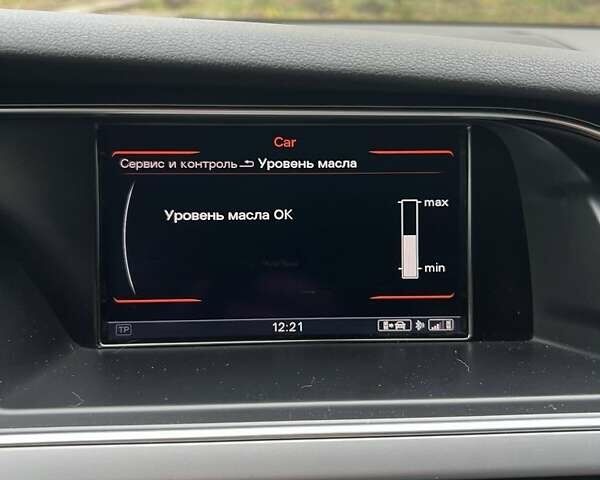 Car
Сервис и контроль Уровень масла
Уровень масла OK
max
min
TP
12:21